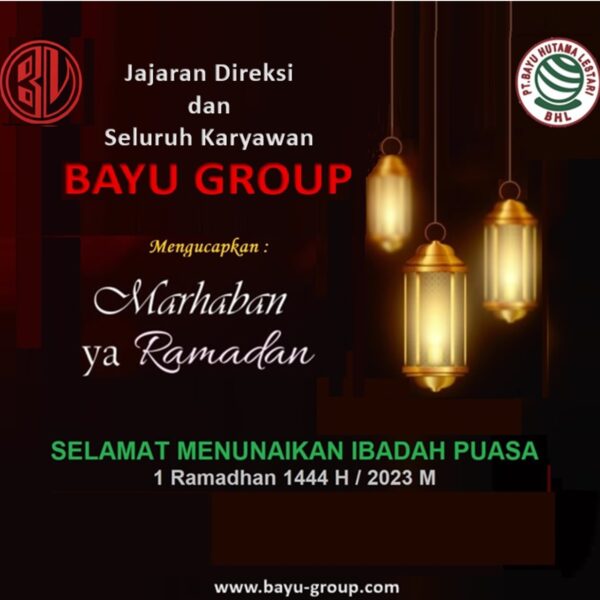 BU
PT.BAYU HUTAMA LESTARI
BHL
Jajaran Direksi
dan
Seluruh Karyawan
BAYU GROUP
Mengucapkan :
Marhaban
ya Ramadan
SELAMAT MENUNAIKAN IBADAH PUASA
1 Ramadhan 1444 H / 2023 M
www.bayu-group.com